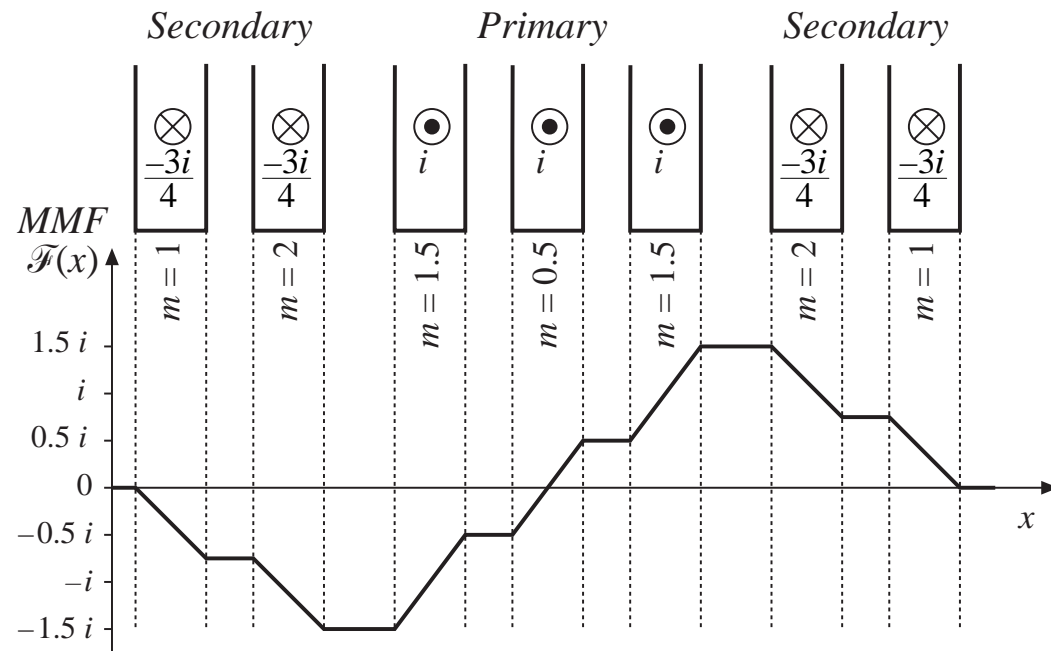 Secondary Primary Secondary
−3i/4 −3i/4 i i i −3i/4 −3i/4
MMF
ℱ(x)
m = 1 m = 2 m = 1.5 m = 0.5 m = 1.5 m = 2 m = 1
1.5 i
i
0.5 i
0
x
−0.5 i
−i
−1.5 i